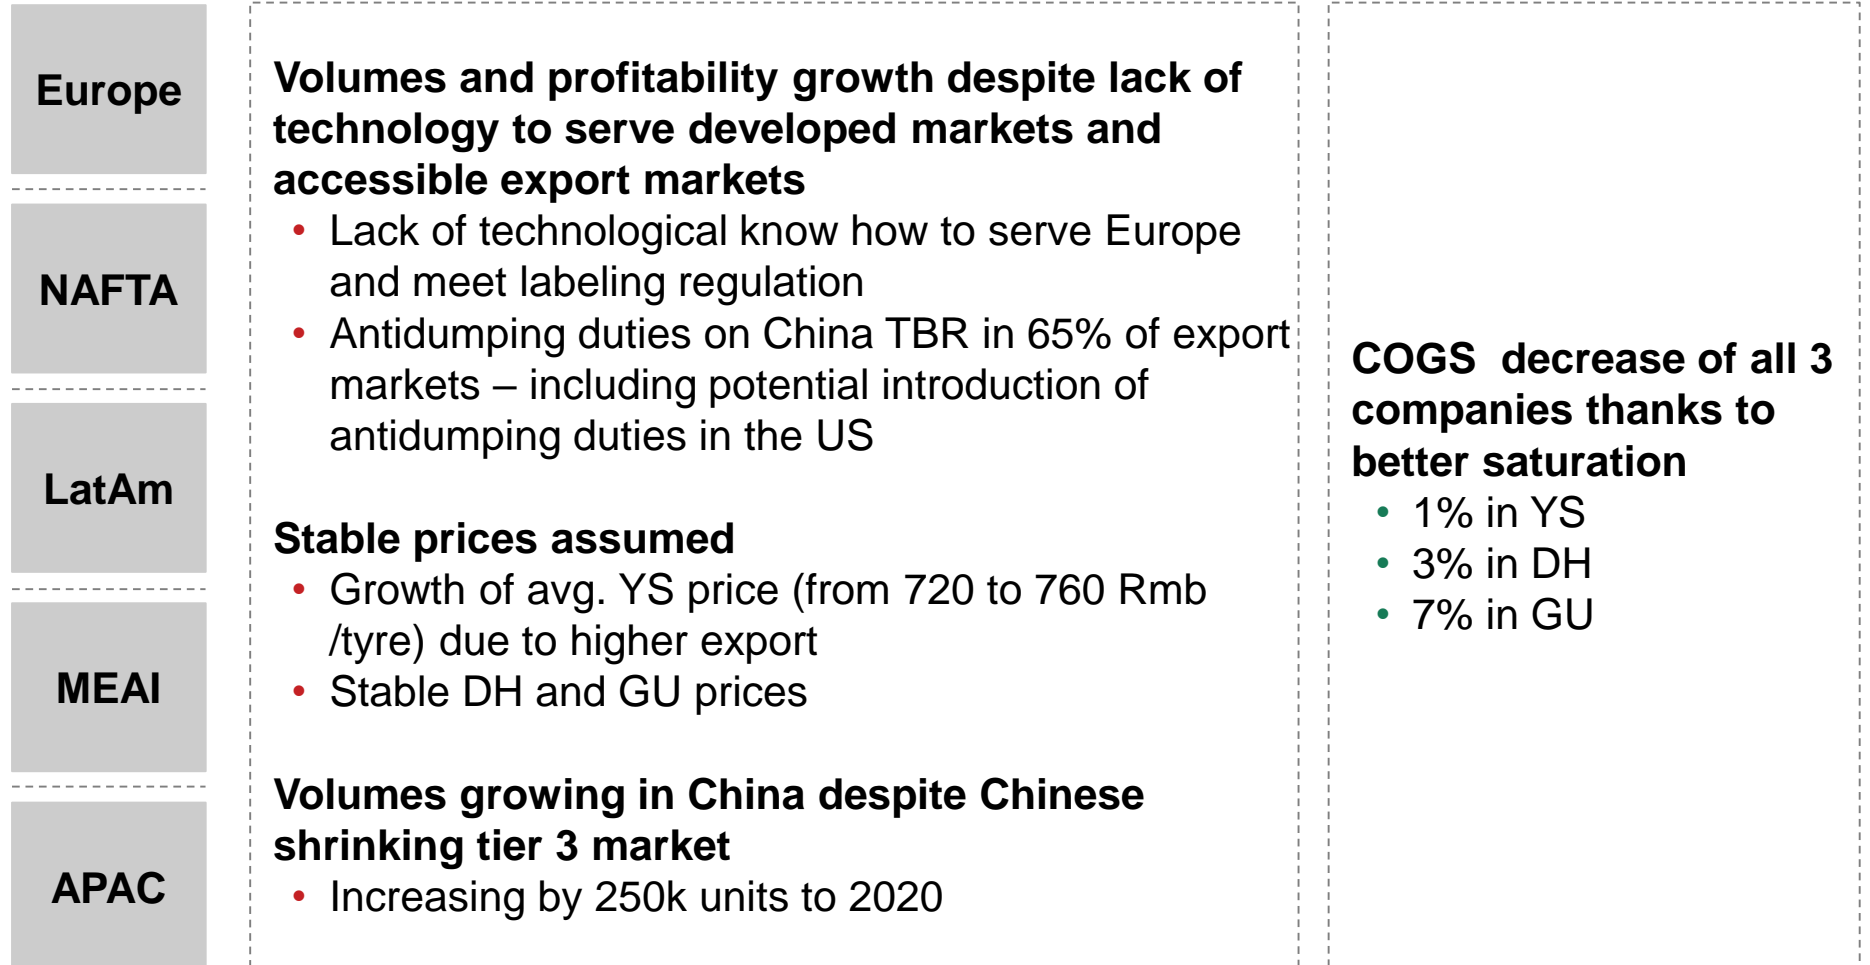 Europe
NAFTA
LatAm
MEAI
APAC
Volumes and profitability growth despite lack of
technology to serve developed markets and
accessible export markets
• Lack of technological know how to serve Europe
and meet labeling regulation
• Antidumping duties on China TBR in 65% of export
markets – including potential introduction of
antidumping duties in the US
Stable prices assumed
• Growth of avg. YS price (from 720 to 760 Rmb
/tyre) due to higher export
• Stable DH and GU prices
Volumes growing in China despite Chinese
shrinking tier 3 market
• Increasing by 250k units to 2020
COGS  decrease of all 3
companies thanks to
better saturation
• 1% in YS
• 3% in DH
• 7% in GU